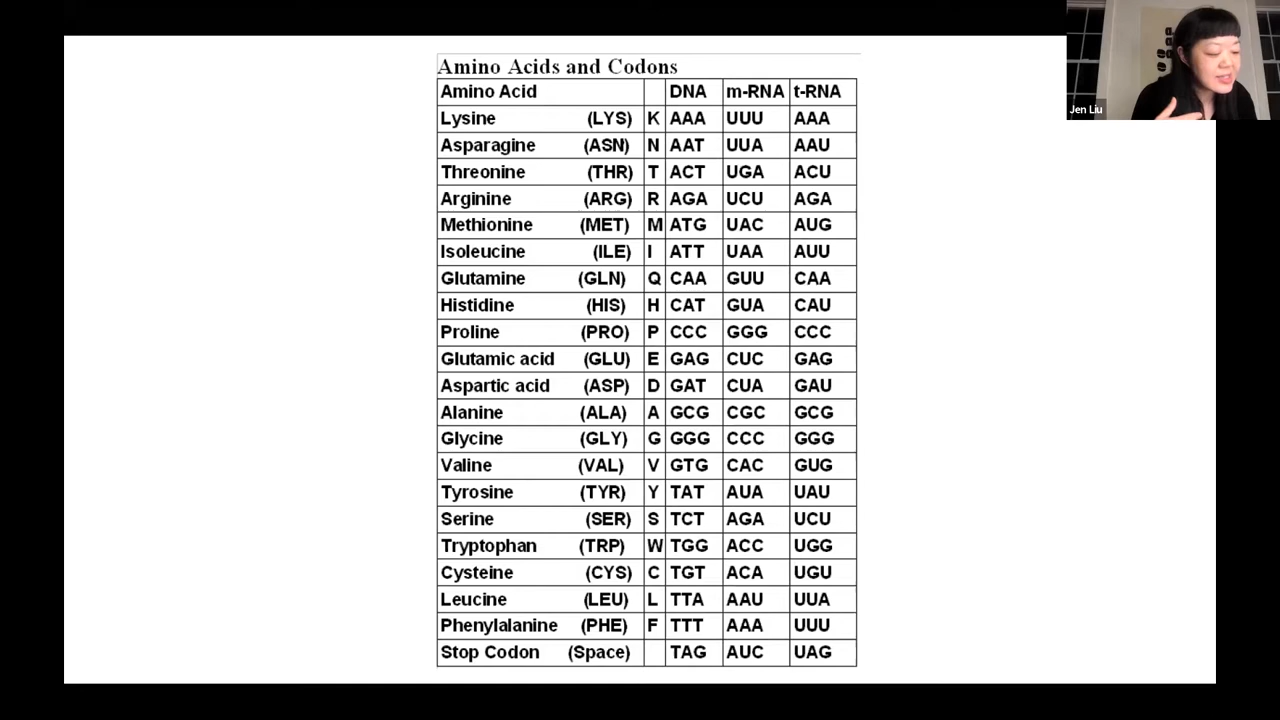 Amino Acids and Codons
Amino Acid DNA m-RNA t-RNA
Lysine (LYS) K AAA UUU AAA
Asparagine (ASN) N AAT UUA AAU
Threonine (THR) T ACT UGA ACU
Arginine (ARG) R AGA UCU AGA
Methionine (MET) M ATG UAC AUG
Isoleucine (ILE) I ATT UAA AUU
Glutamine (GLN) Q CAA GUU CAA
Histidine (HIS) H CAT GUA CAU
Proline (PRO) P CCC GGG CCC
Glutamic acid (GLU) E GAG CUC GAG
Aspartic acid (ASP) D GAT CUA GAU
Alanine (ALA) A GCG CGC GCG
Glycine (GLY) G GGG CCC GGG
Valine (VAL) V GTG CAC GUG
Tyrosine (TYR) Y TAT AUA UAU
Serine (SER) S TCT AGA UCU
Tryptophan (TRP) W TGG ACC UGG
Cysteine (CYS) C TGT ACA UGU
Leucine (LEU) L TTA AAU UUA
Phenylalanine (PHE) F TTT AAA UUU
Stop Codon (Space) TAG AUC UAG
Jen Liu